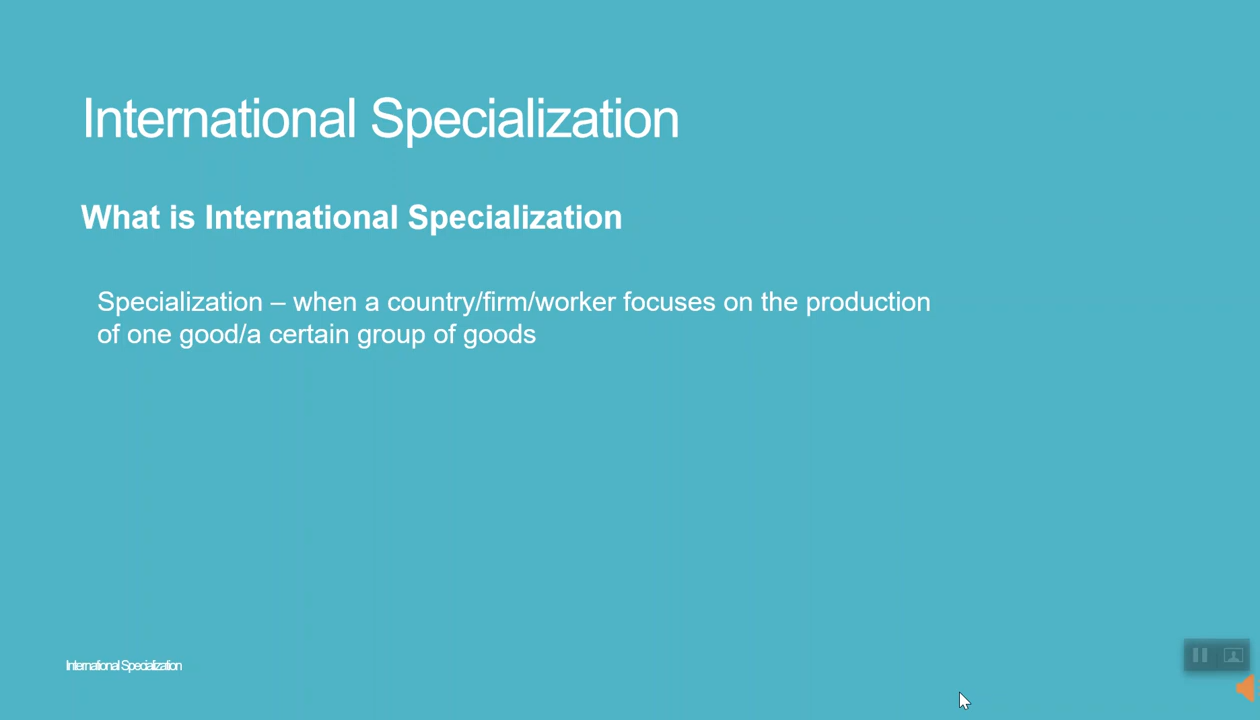 International Specialization
What is International Specialization
Specialization – when a country/firm/worker focuses on the production
of one good/a certain group of goods
International Specialization